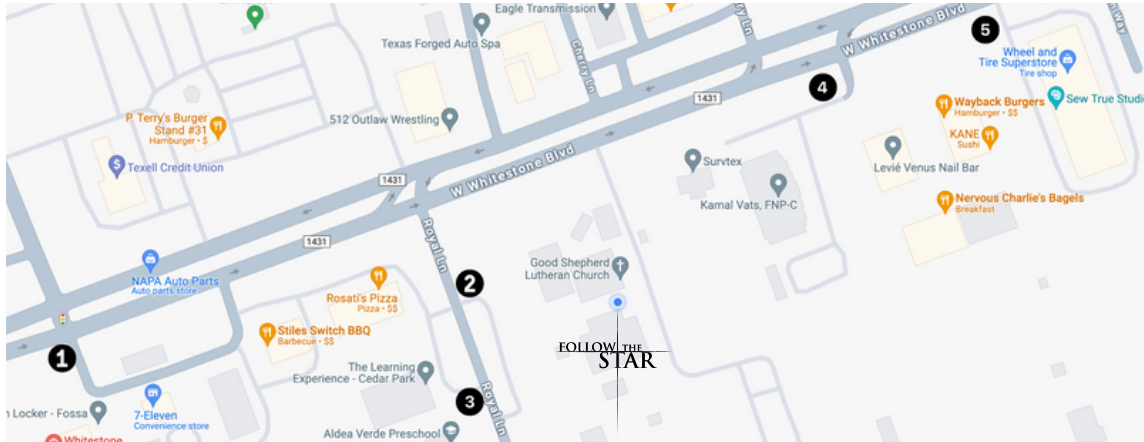 Eagle Transmission
Texas Forged Auto Spa
Cherry Ln
W Whitestone Blvd
5
Wheel and
Tire Superstore
Tire shop
4
1431
Sew True Studi
Wayback Burgers
Hamburger • $$
P. Terry's Burger
Stand #31
Hamburger • $
512 Outlaw Wrestling
KANE
Sushi
Texell Credit Union
Survtex
Levié Venus Nail Bar
1431
W Whitestone Blvd
Kamal Vats, FNP-C
Nervous Charlie's Bagels
Breakfast
1431
Royal Ln
Good Shepherd
Lutheran Church
NAPA Auto Parts
Auto parts store
2
Rosati's Pizza
Pizza • $$
Stiles Switch BBQ
Barbecue • $$
1
FOLLOW THE
STAR
The Learning
Experience - Cedar Park
7-Eleven
Convenience store
3
Royal Ln
n Locker - Fossa
Aldea Verde Preschool
Whitestone